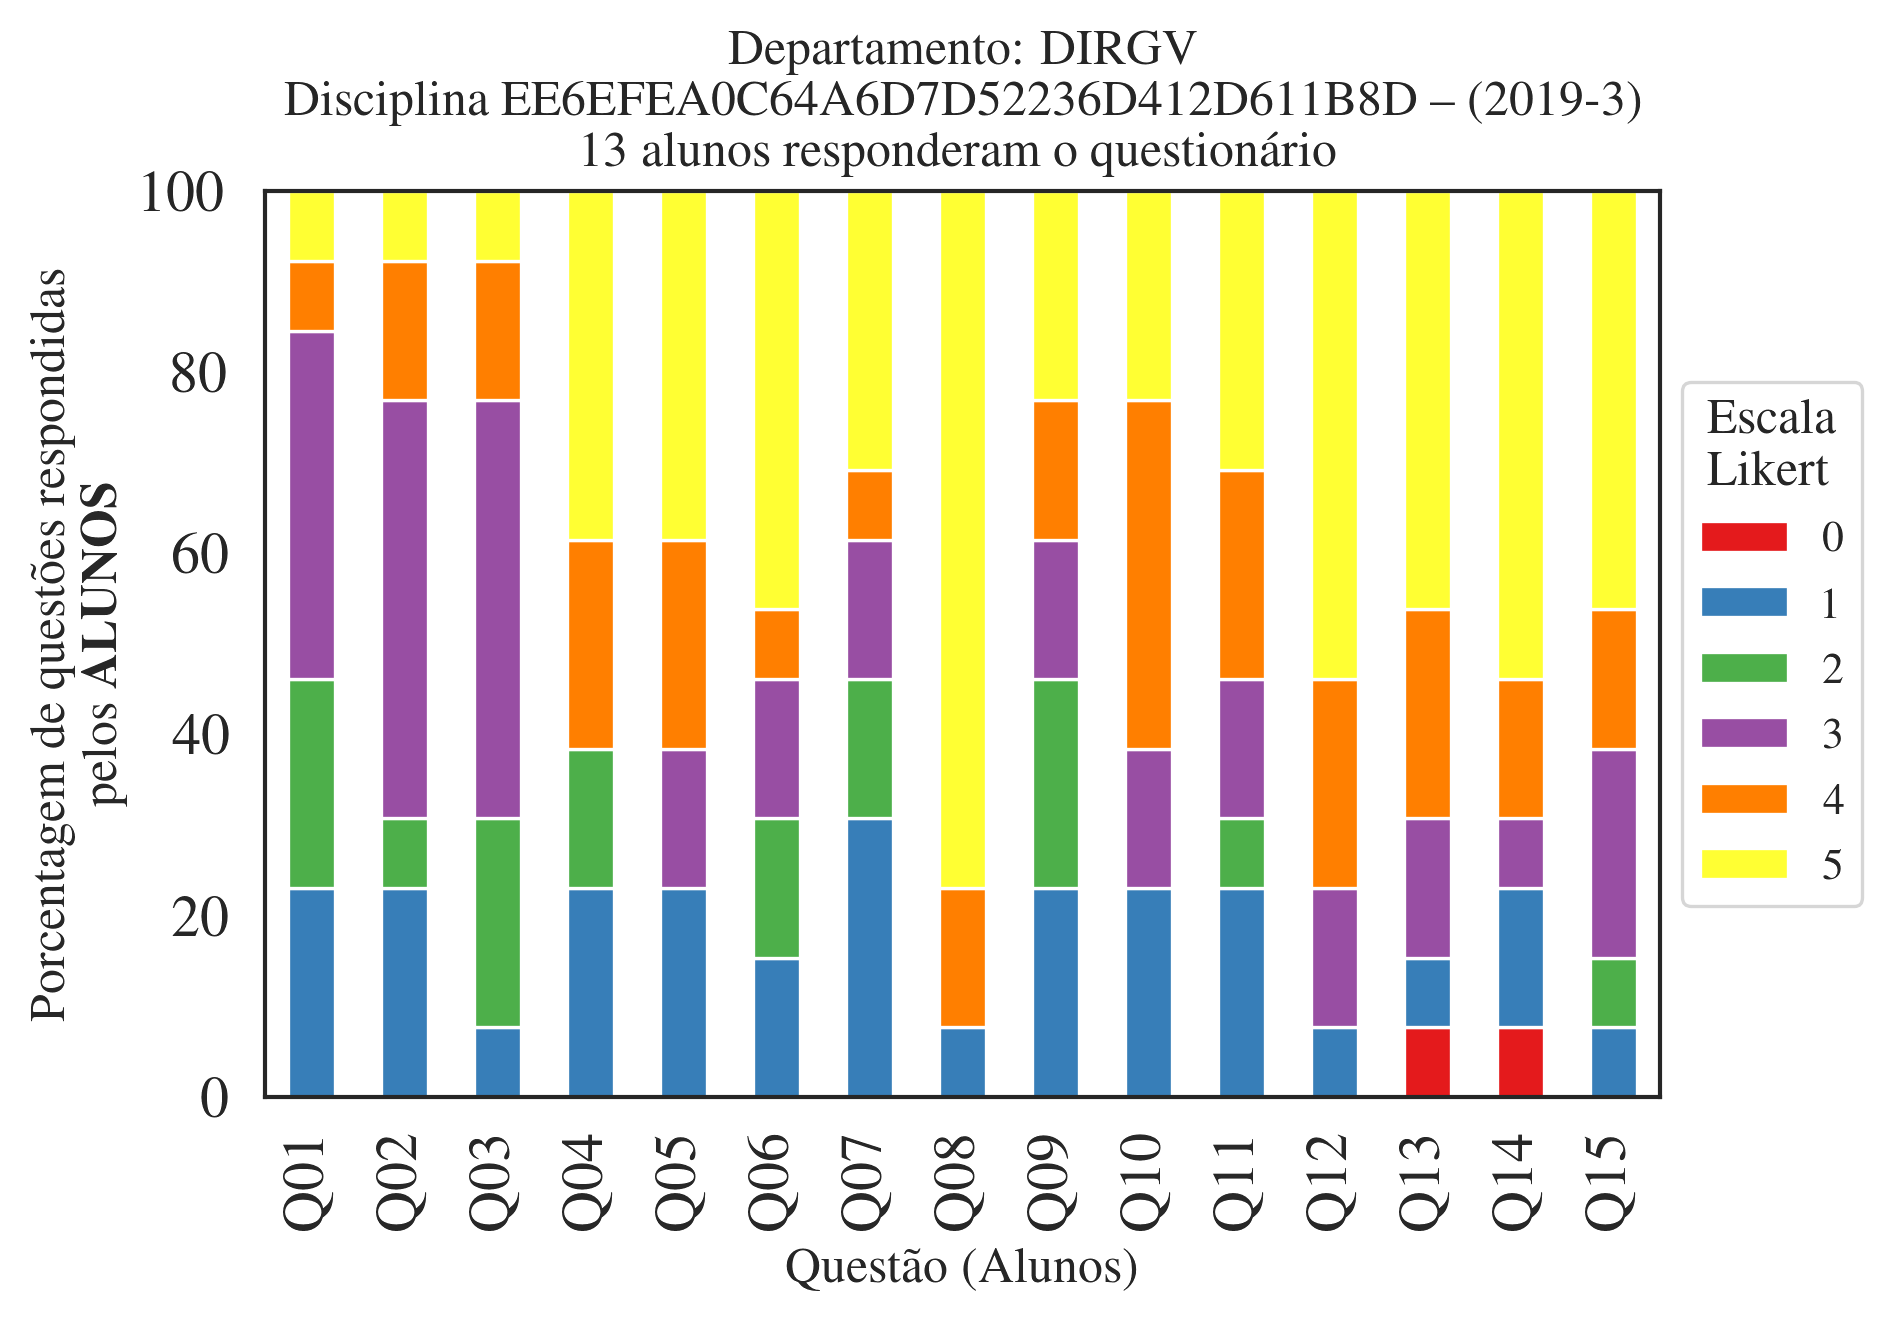 Departamento: DIRGV
Disciplina EE6EFEA0C64A6D7D52236D412D611B8D – (2019-3)
13 alunos responderam o questionário
Porcentagem de questões respondidas
pelos ALUNOS
100
80
60
40
20
0
Q01
Q02
Q03
Q04
Q05
Q06
Q07
Q08
Q09
Q10
Q11
Q12
Q13
Q14
Q15
Questão (Alunos)
Escala
Likert
0
1
2
3
4
5